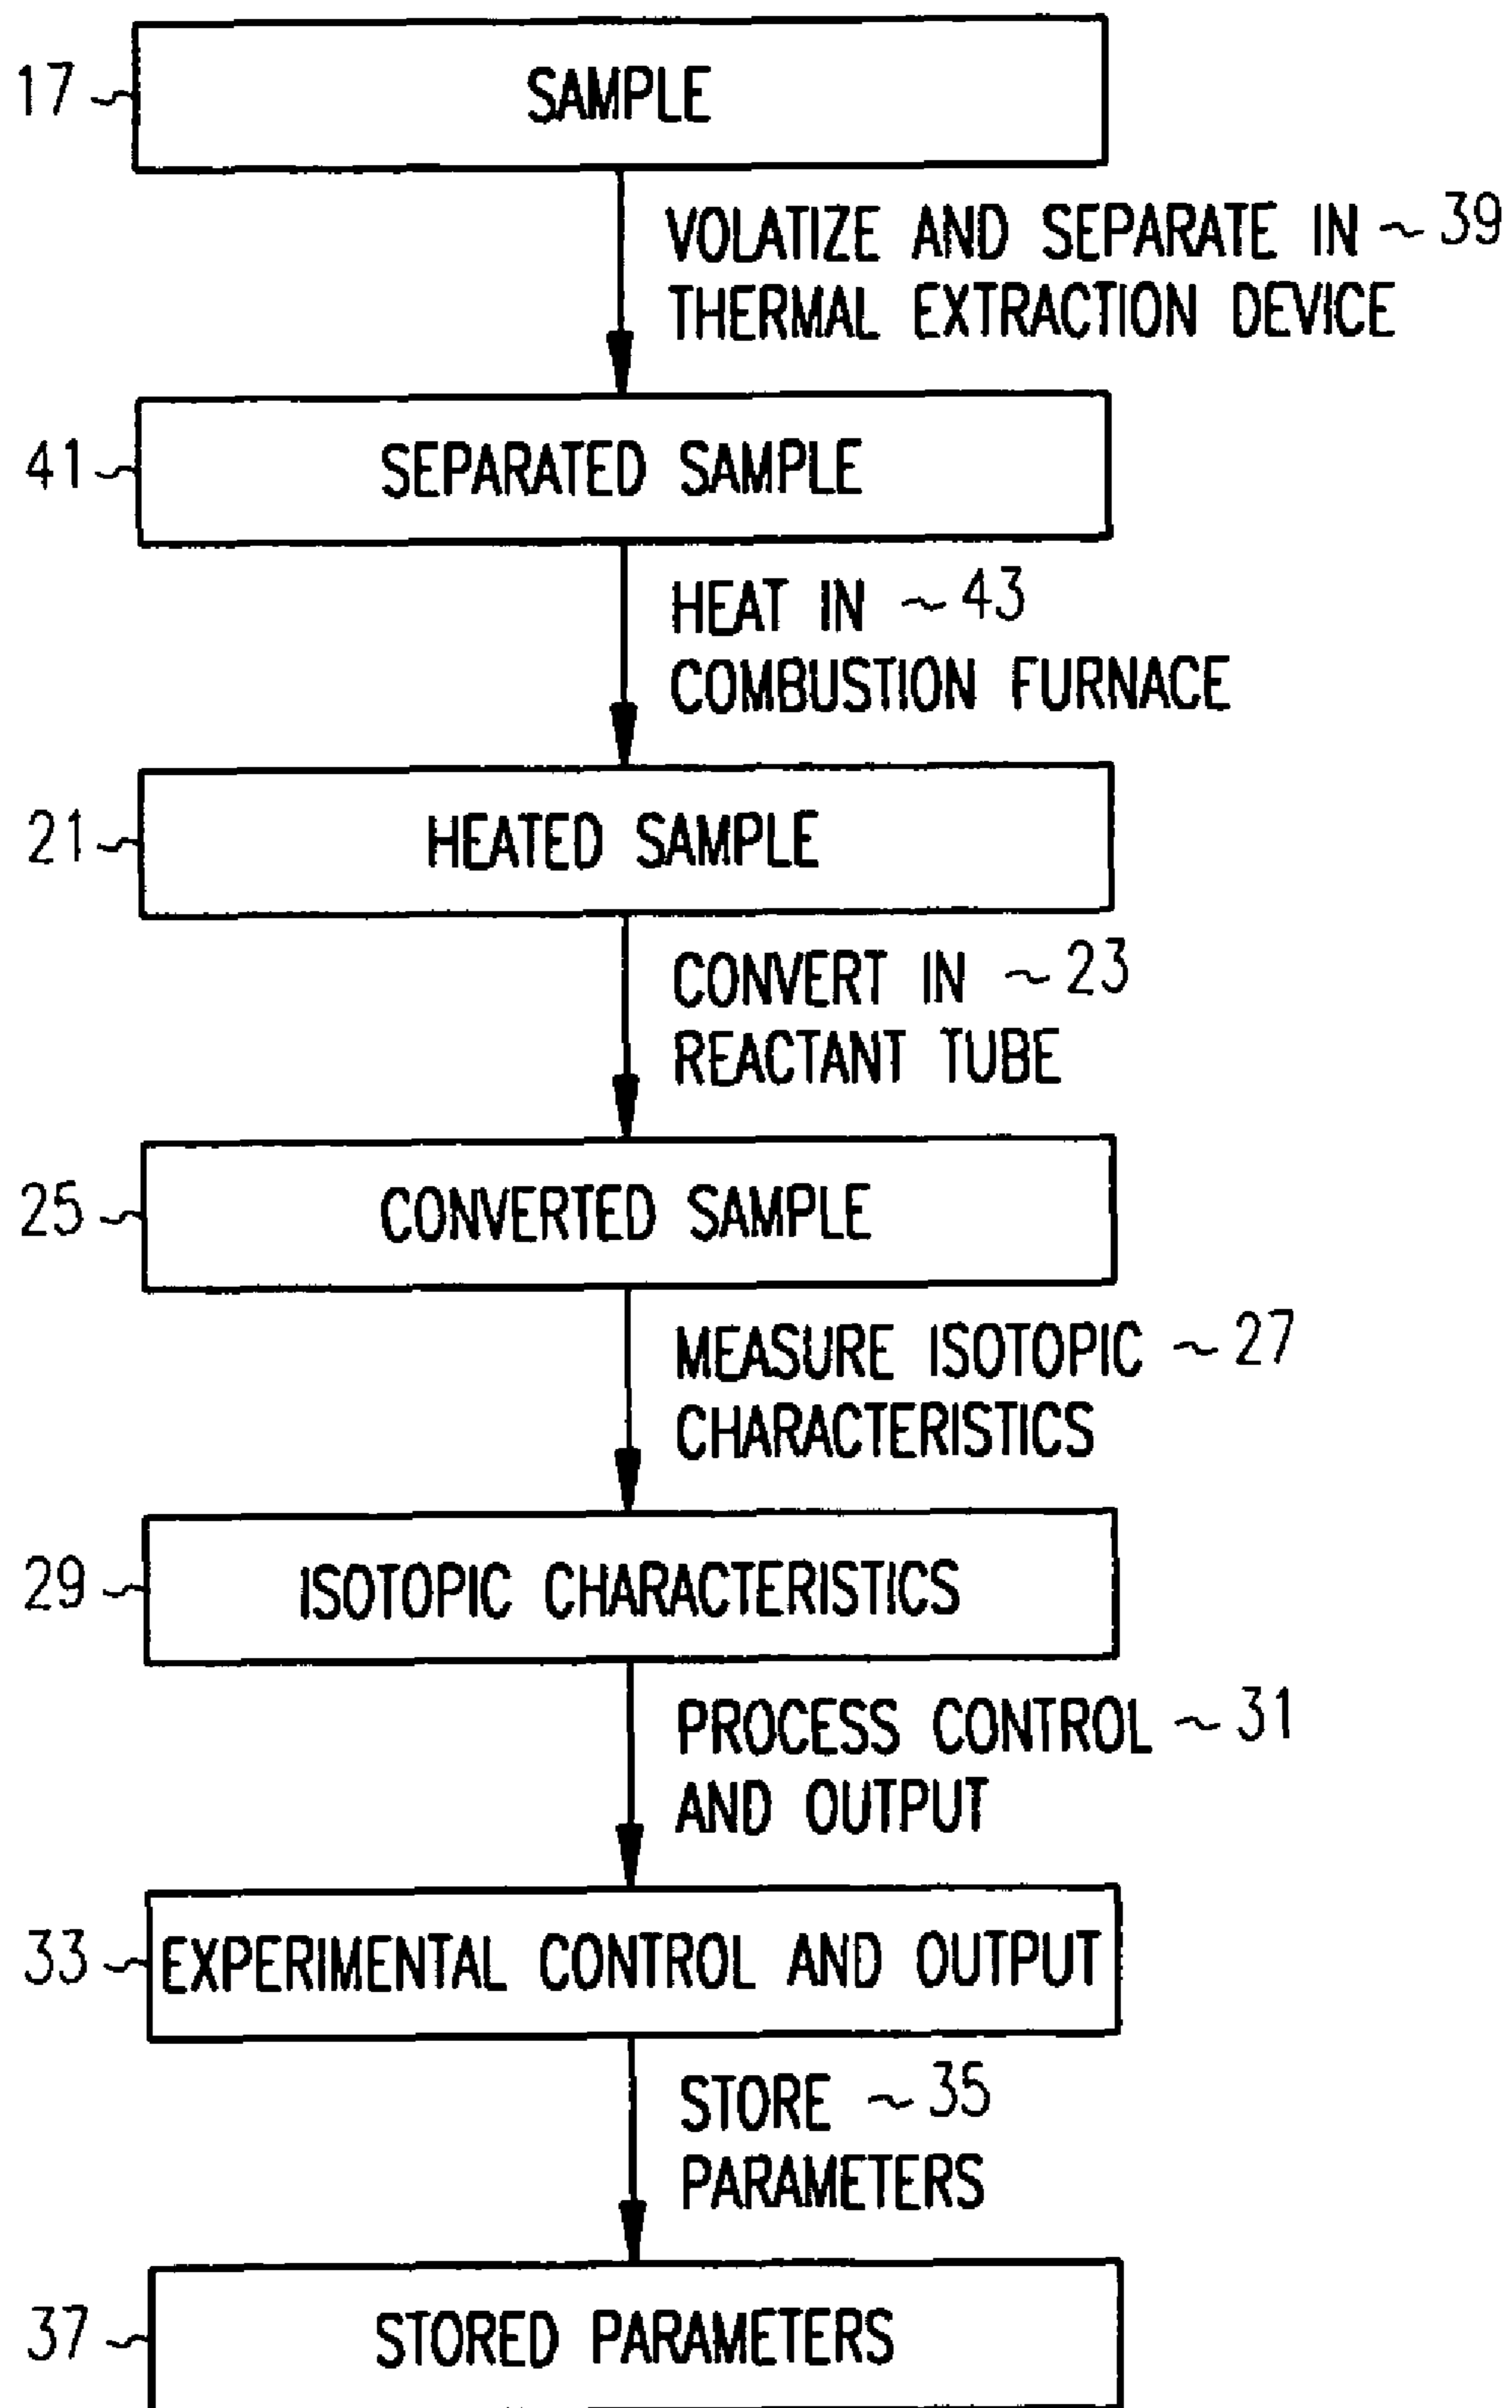 17 SAMPLE
VOLATIZE AND SEPARATE IN ~39
THERMAL EXTRACTION DEVICE
41 SEPARATED SAMPLE
HEAT IN ~43
COMBUSTION FURNACE
21 HEATED SAMPLE
CONVERT IN ~23
REACTANT TUBE
25 CONVERTED SAMPLE
MEASURE ISOTOPIC ~27
CHARACTERISTICS
29 ISOTOPIC CHARACTERISTICS
PROCESS CONTROL ~31
AND OUTPUT
33 EXPERIMENTAL CONTROL AND OUTPUT
STORE ~35
PARAMETERS
37 STORED PARAMETERS